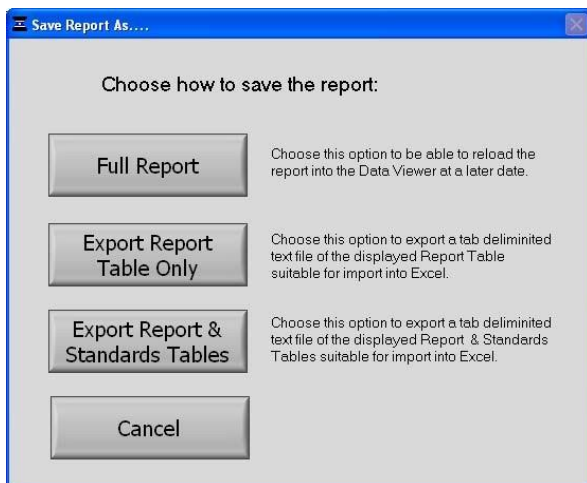 Save Report As....
Choose how to save the report:
Full Report
Choose this option to be able to reload the
report into the Data Viewer at a later date.
Export Report
Table Only
Choose this option to export a tab deliminited
text file of the displayed Report Table
suitable for import into Excel.
Export Report &
Standards Tables
Choose this option to export a tab deliminited
text file of the displayed Report & Standards
Tables suitable for import into Excel.
Cancel